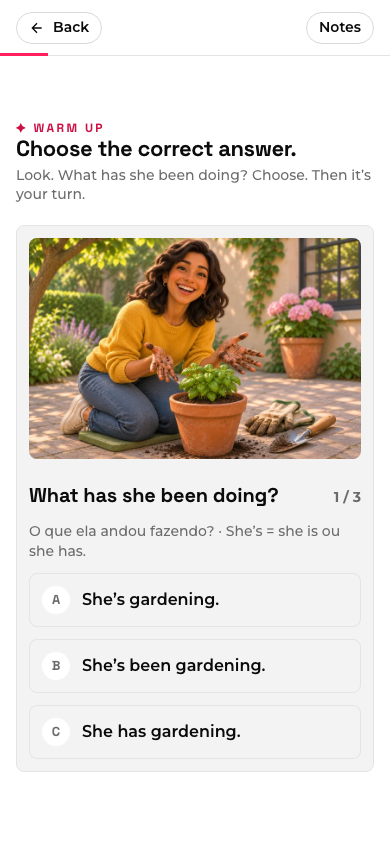 ← Back
Notes
✦ WARM UP
Choose the correct answer.
Look. What has she been doing? Choose. Then it’s
your turn.
What has she been doing?
1 / 3
O que ela andou fazendo? · She’s = she is ou
she has.
A She’s gardening.
B She’s been gardening.
C She has gardening.